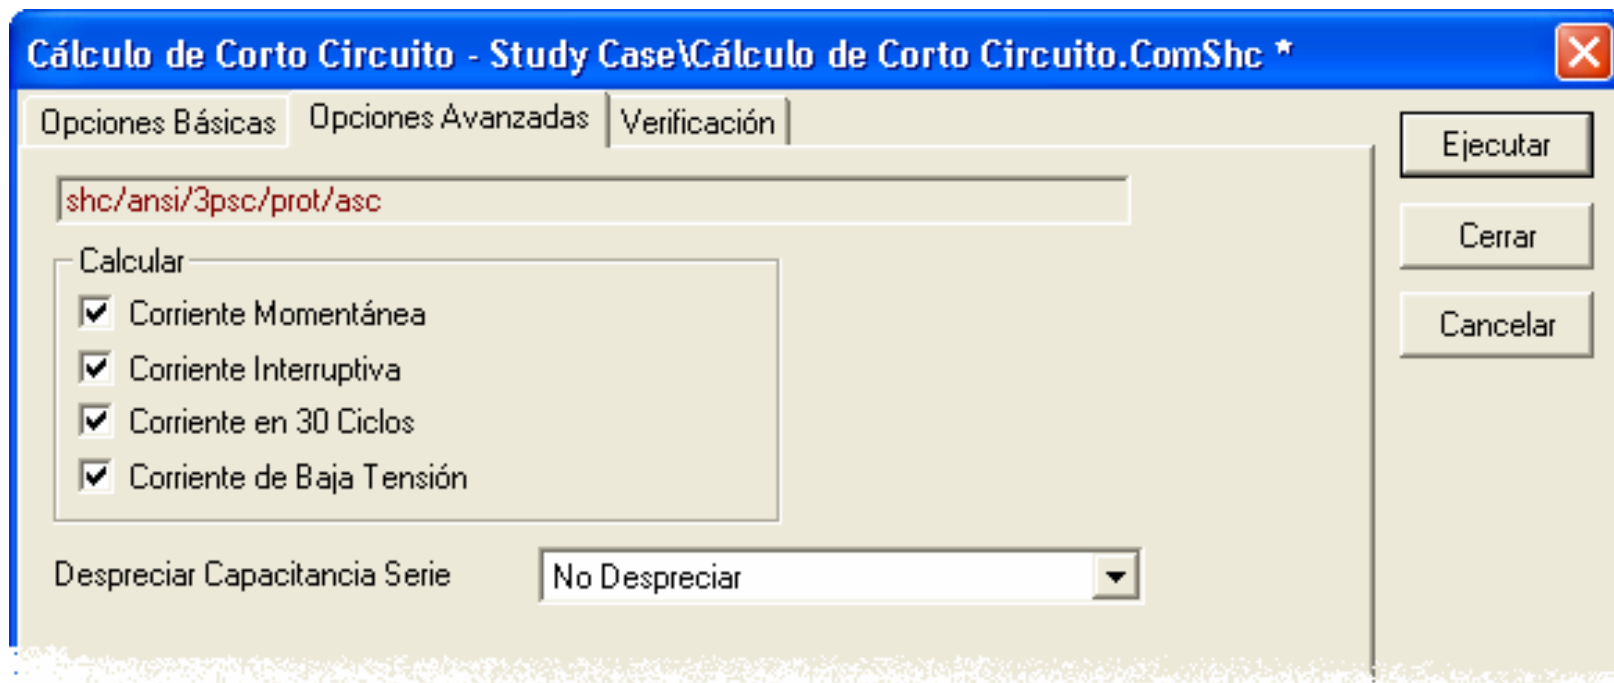 Cálculo de Corto Circuito - Study Case\Cálculo de Corto Circuito.ComShc *
Opciones Básicas Opciones Avanzadas Verificación
Ejecutar
shc/ansi/3psc/prot/asc
Cerrar
Calcular
Corriente Momentánea
Cancelar
Corriente Interruptiva
Corriente en 30 Ciclos
Corriente de Baja Tensión
Despreciar Capacitancia Serie No Despreciar